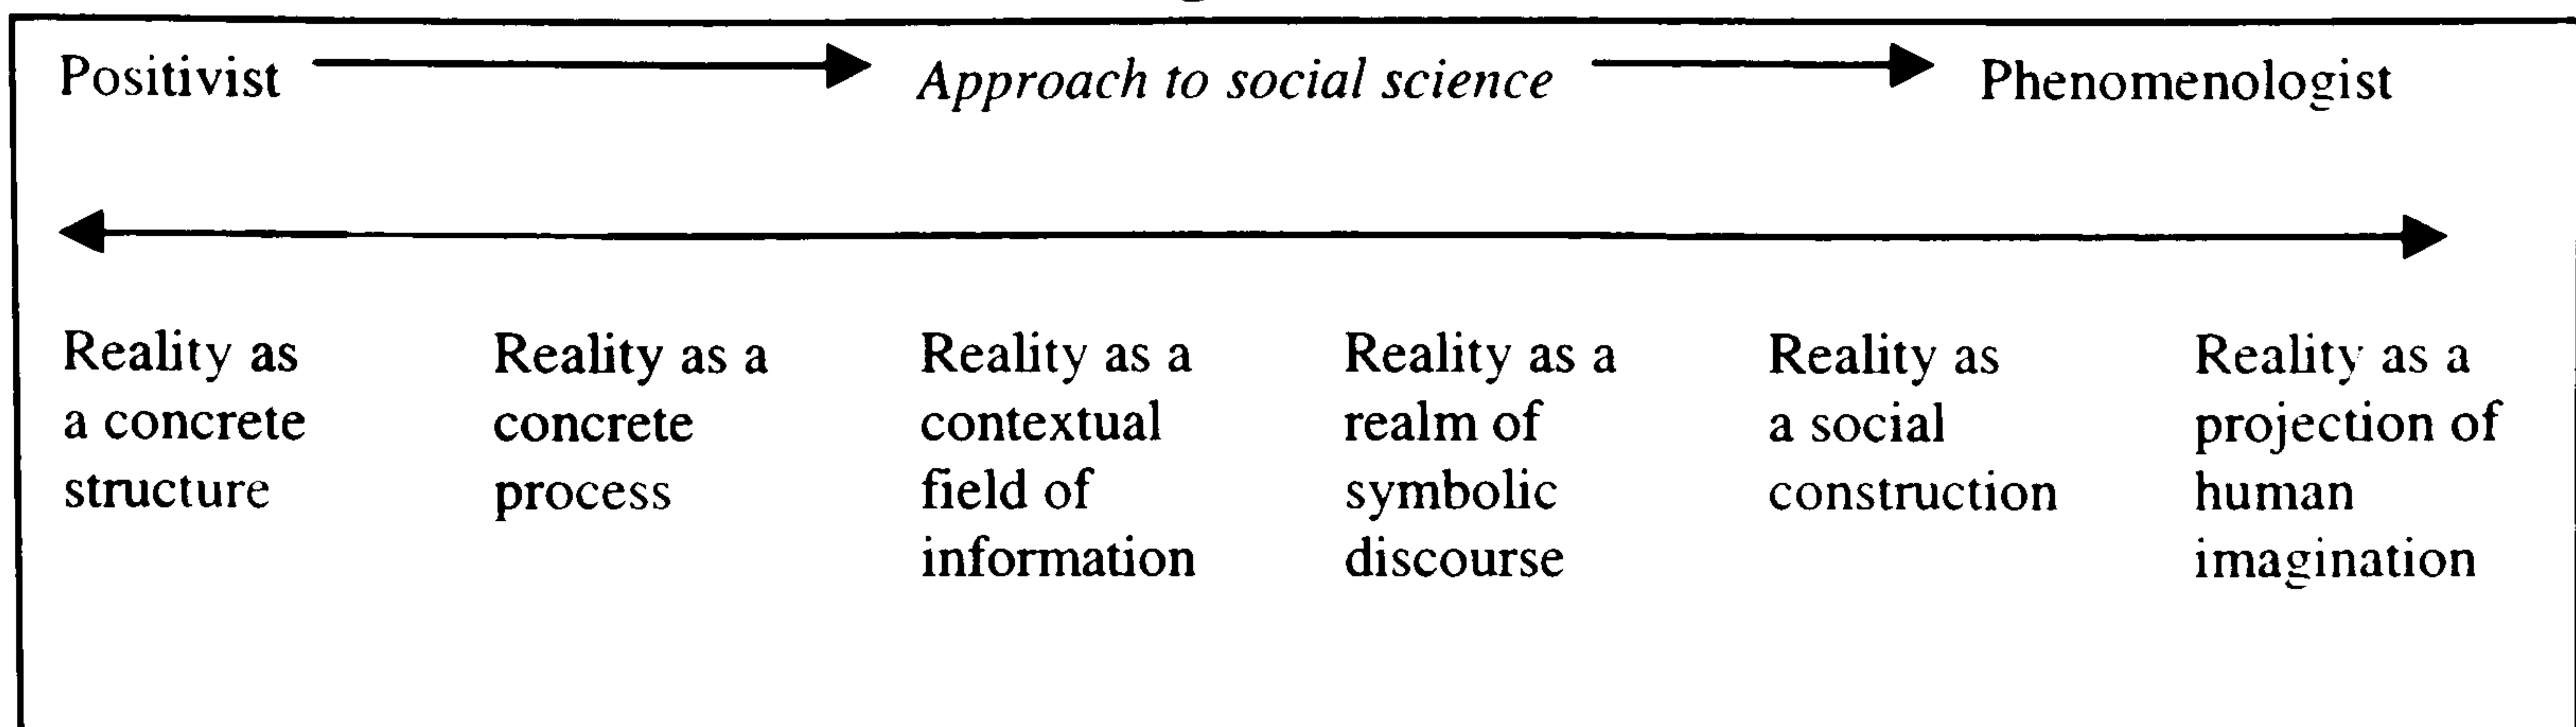 Positivist Approach to social science Phenomenologist
Reality as
a concrete
structure
Reality as a
concrete
process
Reality as a
contextual
field of
information
Reality as a
realm of
symbolic
discourse
Reality as
a social
construction
Reality as a
projection of
human
imagination